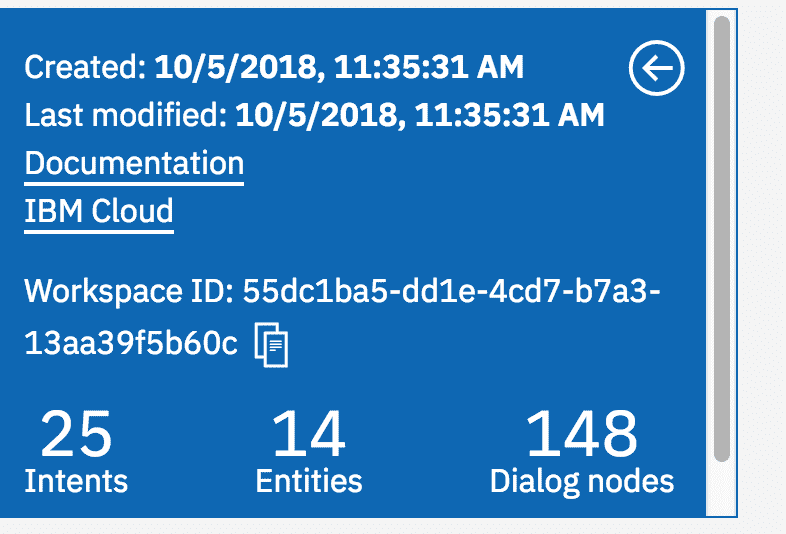 Created: 10/5/2018, 11:35:31 AM
Last modified: 10/5/2018, 11:35:31 AM
Documentation
IBM Cloud
Workspace ID: 55dc1ba5-dd1e-4cd7-b7a3-
13aa39f5b60c
25 14 148
Intents Entities Dialog nodes